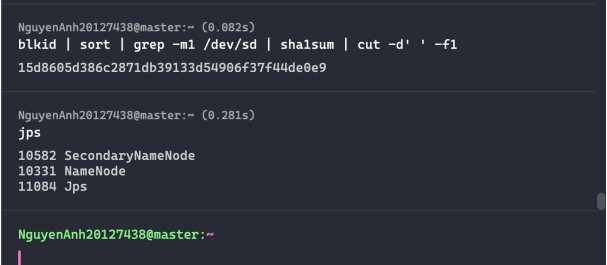 NguyenAnh20127438@master:~ (0.082s)
blkid | sort | grep -m1 /dev/sd | sha1sum | cut -d' ' -f1
15d8605d386c2871db39133d54906f37f44de0e9
NguyenAnh20127438@master:~ (0.281s)
jps
10582 SecondaryNameNode
10331 NameNode
11084 Jps
NguyenAnh20127438@master:~